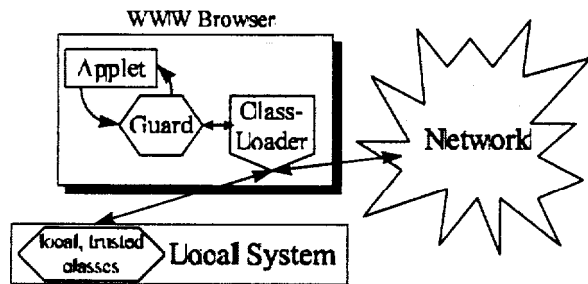 WWW Browser
Applet
Guard
Class-
Loader
Network
local, trusted
classes
Local System